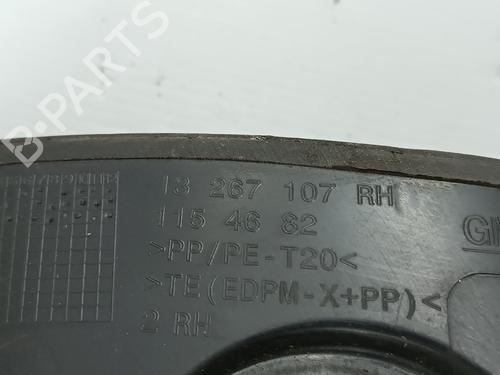 B-PARTS
13 267 107 RH
115 46 82
>PP/PE-T20<
>TE(EDPM-X+PP)<
2 RH